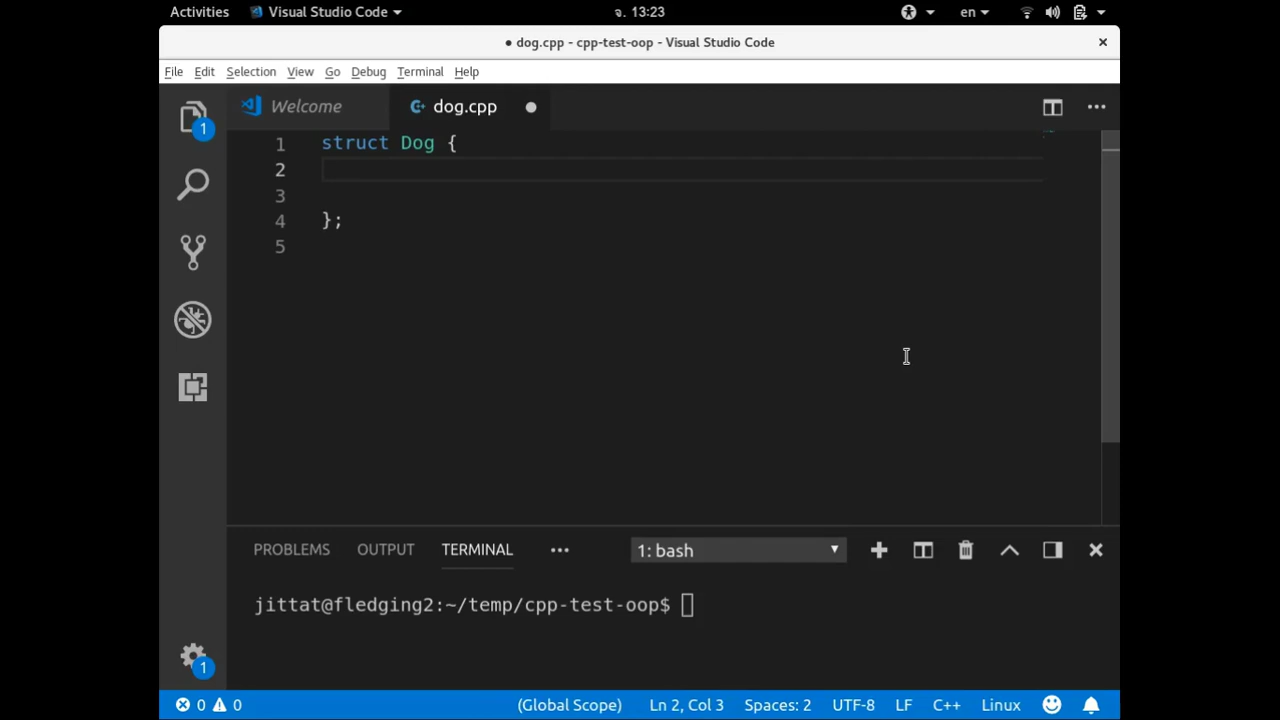 Activities Visual Studio Code จ. 13:23 en
● dog.cpp - cpp-test-oop - Visual Studio Code
File Edit Selection View Go Debug Terminal Help
1 Welcome dog.cpp
1 struct Dog {
2
3
4 };
5
PROBLEMS OUTPUT TERMINAL 1: bash
jittat@fledging2:~/temp/cpp-test-oop$
1
0 0 (Global Scope) Ln 2, Col 3 Spaces: 2 UTF-8 LF C++ Linux